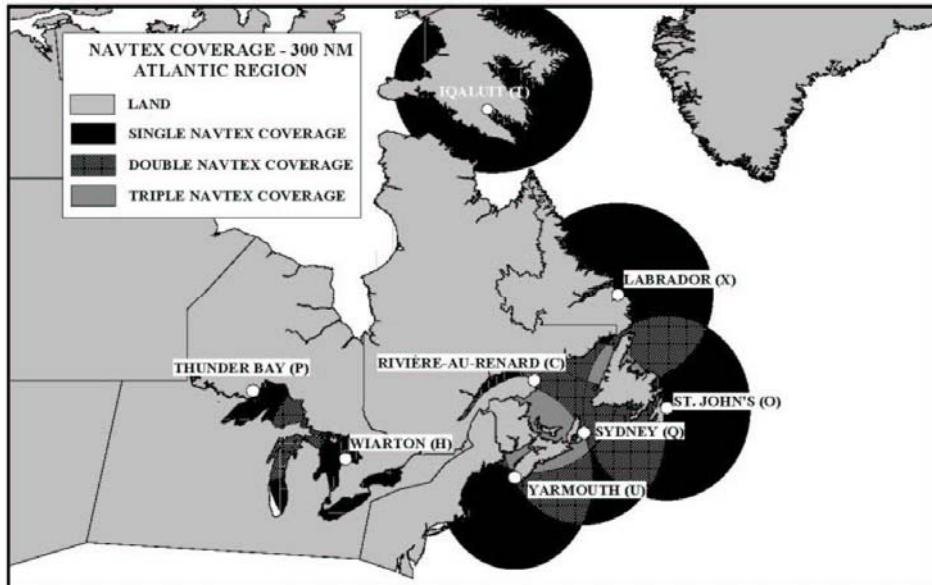 NAVTEX COVERAGE - 300 NM
ATLANTIC REGION
LAND
SINGLE NAVTEX COVERAGE
DOUBLE NAVTEX COVERAGE
TRIPLE NAVTEX COVERAGE
IQALUIT (T)
LABRADOR (X)
RIVIÈRE-AU-RENARD (C)
THUNDER BAY (P)
ST. JOHN'S (O)
SYDNEY (Q)
WIARTON (H)
YARMOUTH (U)